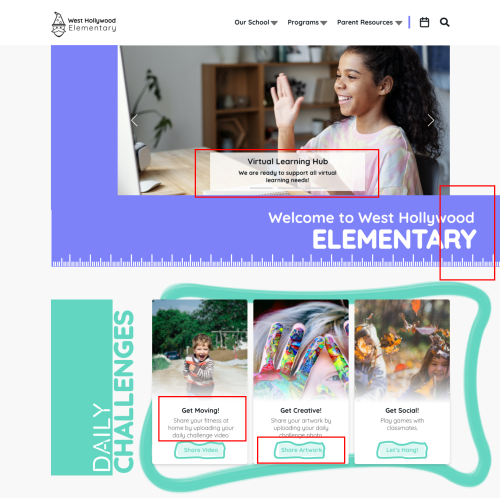 West Hollywood
Elementary
Our School
Programs
Parent Resources
Virtual Learning Hub
We are ready to support all virtual
learning needs!
Welcome to West Hollywood
ELEMENTARY
DAILY
CHALLENGES
Get Moving!
Share your fitness at
home by uploading your
daily challenge video.
Share Video
Get Creative!
Share your artwork by
uploading your daily
challenge photo.
Share Artwork
Get Social!
Play games with
classmates.
Let's Hang!